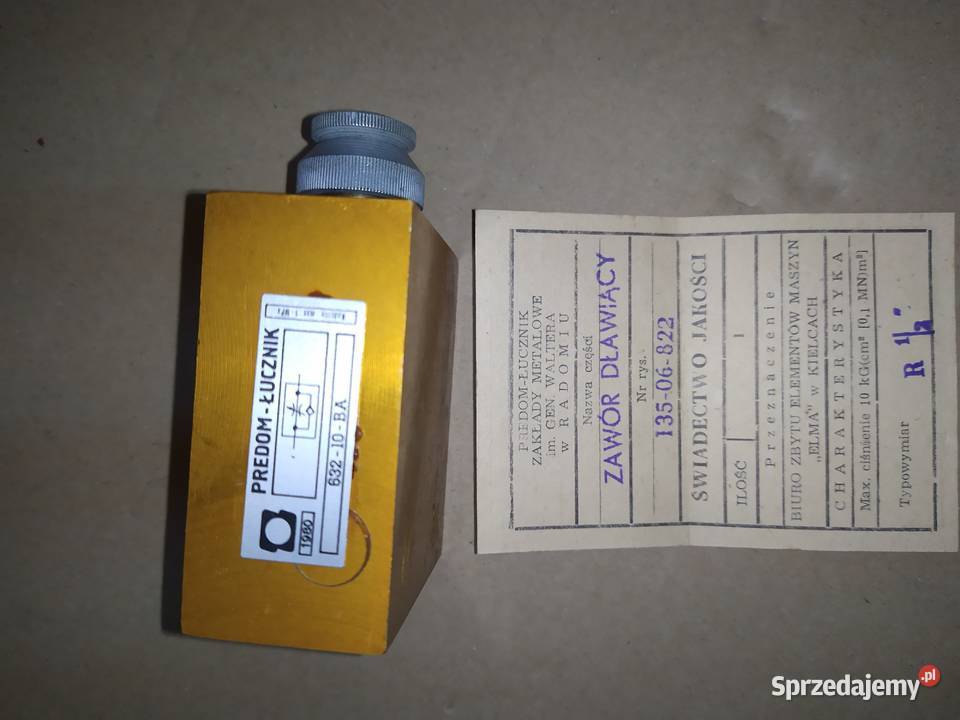 PREDOM-ŁUCZNIK
1980
632-10-BA
PREDOM-ŁUCZNIK
ZAKŁADY METALOWE
im. GEN. WALTERA
w RADOMIU
Nazwa części
ZAWÓR DŁAWIĄCY
Nr rys.
135-06-822
ŚWIADECTWO JAKOŚCI
ILOŚĆ 1
Przeznaczenie
BIURO ZBYTU ELEMENTÓW MASZYN
„ELMA" w KIELCACH
CHARAKTERYSTYKA
Max. ciśnienie 10 kG/cm² [0,1 MN/m²]
Typowymiar
R 1/2"
Sprzedajemy.pl